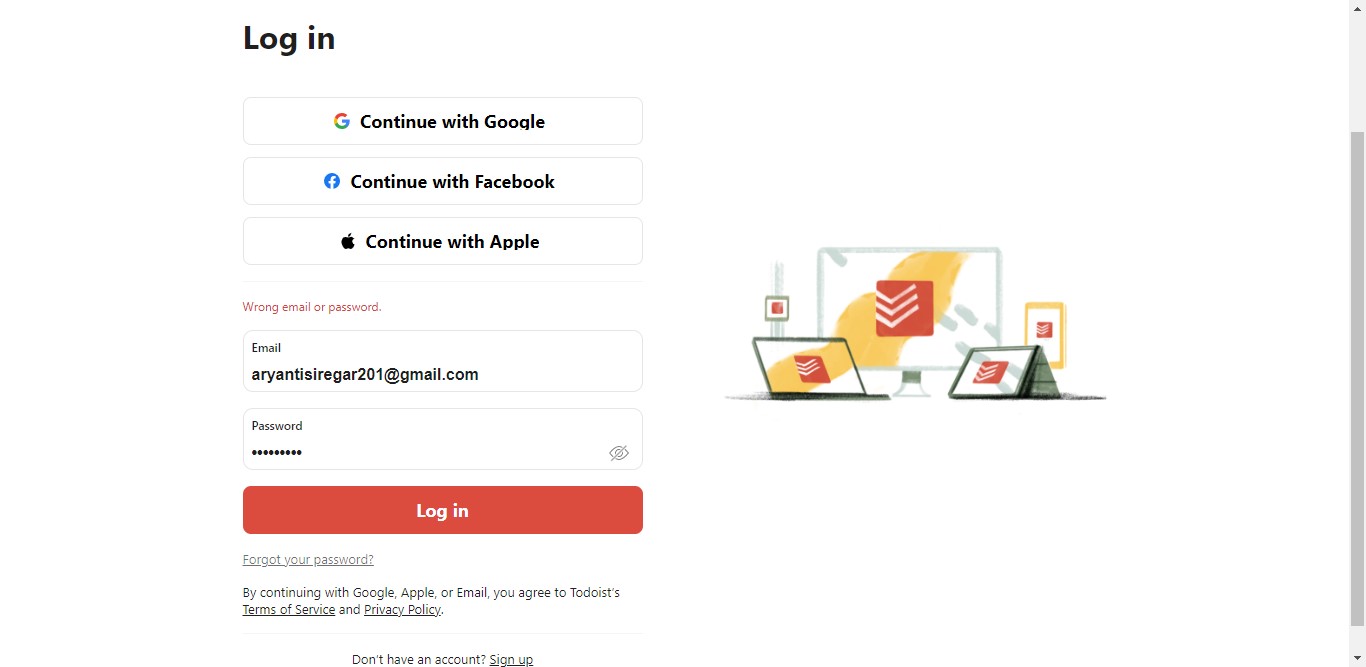 Log in
Continue with Google
Continue with Facebook
Continue with Apple
Wrong email or password.
Email
aryantisiregar201@gmail.com
Password
•••••••••
Log in
Forgot your password?
By continuing with Google, Apple, or Email, you agree to Todoist's
Terms of Service and Privacy Policy.
Don't have an account? Sign up